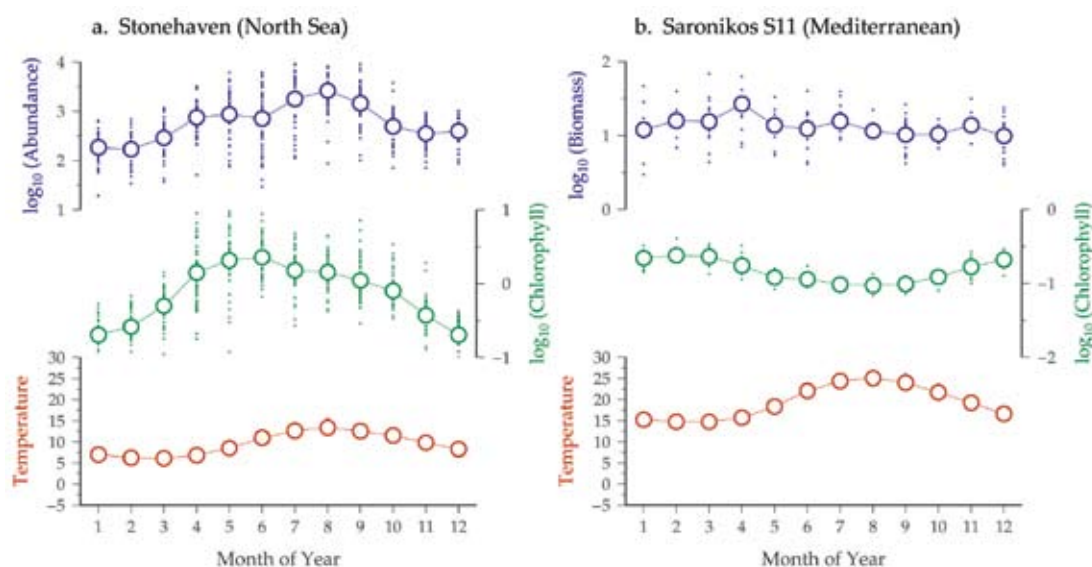 a. Stonehaven (North Sea)
4
3
2
1
log10 (Abundance)
1
0
−1
log10 (Chlorophyll)
30
25
20
15
10
5
0
−5
Temperature
1 2 3 4 5 6 7 8 9 10 11 12
Month of Year
b. Saronikos S11 (Mediterranean)
2
1
0
log10 (Biomass)
0
−1
−2
log10 (Chlorophyll)
30
25
20
15
10
5
0
−5
Temperature
1 2 3 4 5 6 7 8 9 10 11 12
Month of Year